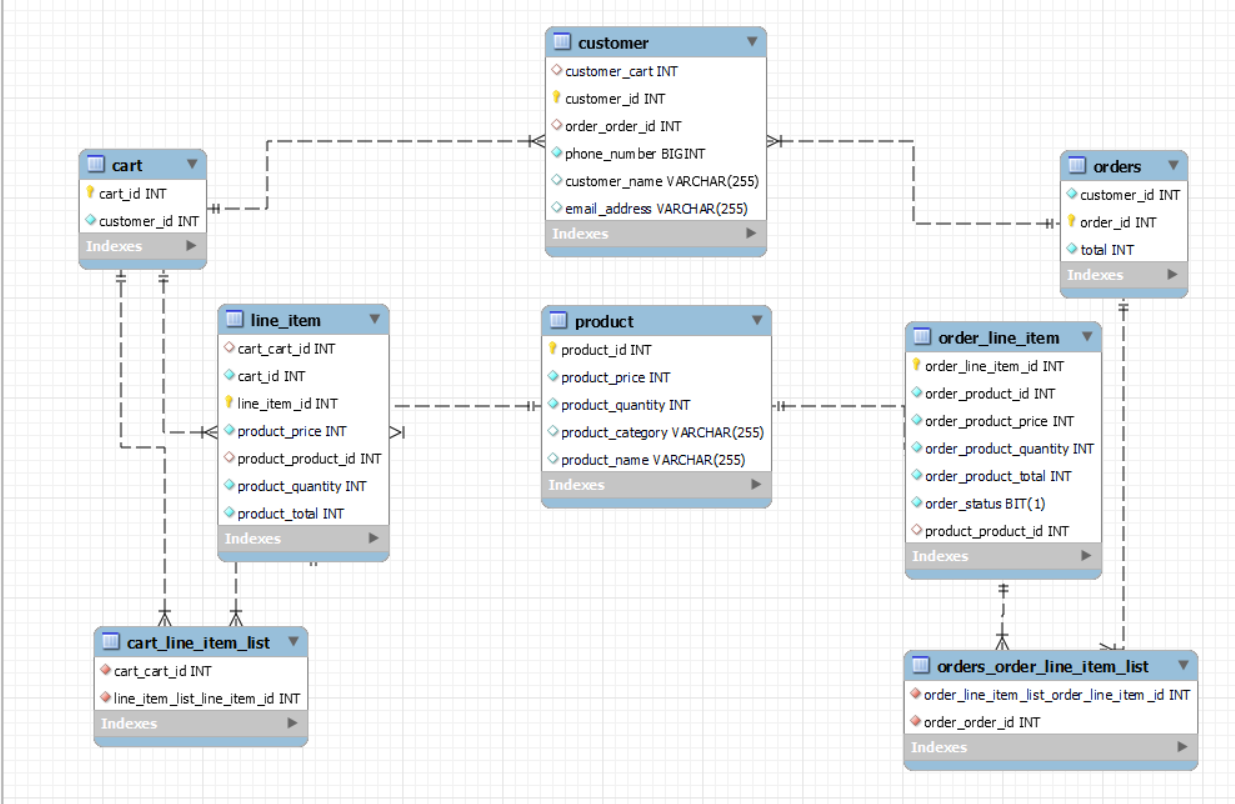 customer
customer_cart INT
customer_id INT
order_order_id INT
phone_number BIGINT
customer_name VARCHAR(255)
email_address VARCHAR(255)
Indexes
cart
cart_id INT
customer_id INT
Indexes
orders
customer_id INT
order_id INT
total INT
Indexes
line_item
cart_cart_id INT
cart_id INT
line_item_id INT
product_price INT
product_product_id INT
product_quantity INT
product_total INT
Indexes
product
product_id INT
product_price INT
product_quantity INT
product_category VARCHAR(255)
product_name VARCHAR(255)
Indexes
order_line_item
order_line_item_id INT
order_product_id INT
order_product_price INT
order_product_quantity INT
order_product_total INT
order_status BIT(1)
product_product_id INT
Indexes
cart_line_item_list
cart_cart_id INT
line_item_list_line_item_id INT
Indexes
orders_order_line_item_list
order_line_item_list_order_line_item_id INT
order_order_id INT
Indexes